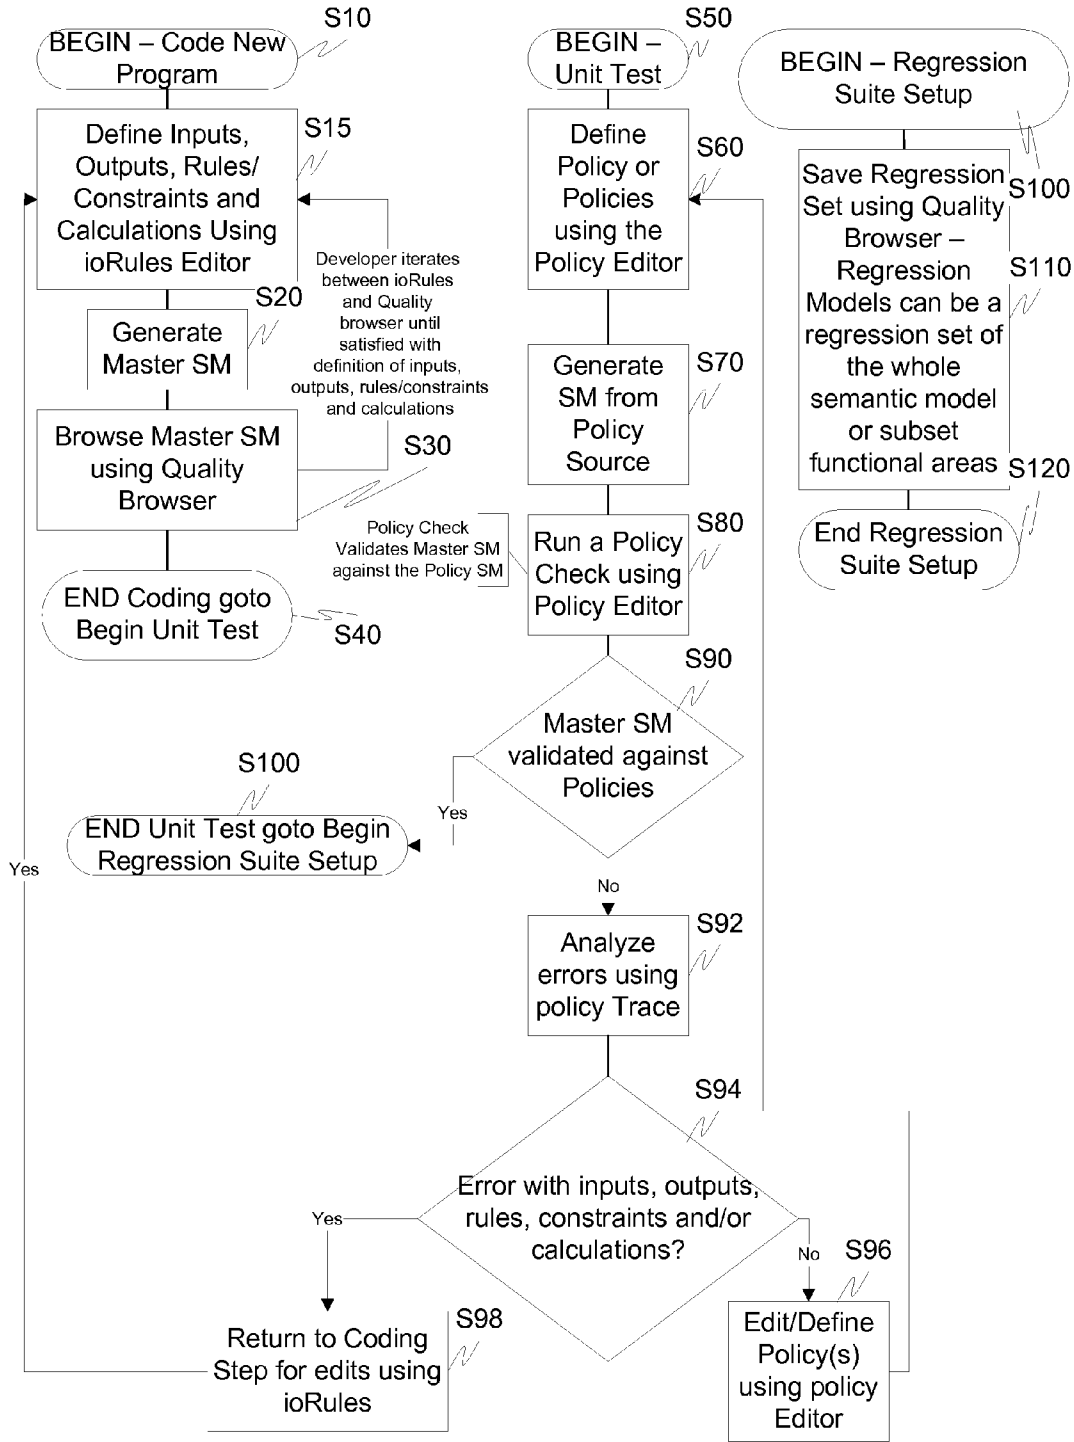 S10
BEGIN – Code New
Program
S15
Define Inputs,
Outputs, Rules/
Constraints and
Calculations Using
ioRules Editor
Developer iterates
between ioRules
and Quality
browser until
satisfied with
definition of inputs,
outputs, rules/constraints
and calculations
S20
Generate
Master SM
Browse Master SM
using Quality
Browser
S30
END Coding goto
Begin Unit Test
S40
S50
BEGIN –
Unit Test
Define
Policy or
Policies
using the
Policy Editor
S60
Generate
SM from
Policy
Source
S70
Policy Check
Validates Master SM
against the Policy SM
Run a Policy
Check using
Policy Editor
S80
S90
Master SM
validated against
Policies
Yes
S100
END Unit Test goto Begin
Regression Suite Setup
No
Analyze
errors using
policy Trace
S92
S94
Error with inputs, outputs,
rules, constraints and/or
calculations?
Yes
No
S96
Edit/Define
Policy(s)
using policy
Editor
S98
Return to Coding
Step for edits using
ioRules
Yes
BEGIN – Regression
Suite Setup
S100
Save Regression
Set using Quality
Browser –
Regression
Models can be a
regression set of
the whole
semantic model
or subset
functional areas
S110
S120
End Regression
Suite Setup